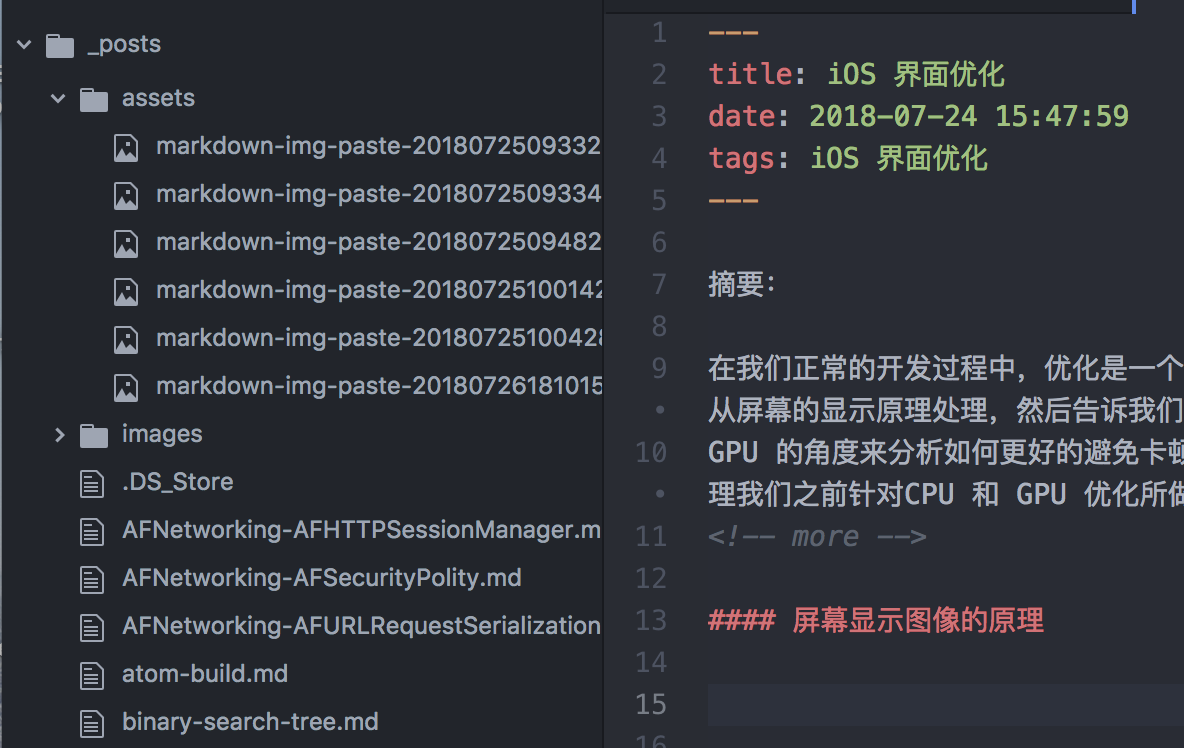 _posts
assets
markdown-img-paste-2018072509332
markdown-img-paste-2018072509334
markdown-img-paste-2018072509482
markdown-img-paste-20180725100142
markdown-img-paste-20180725100428
markdown-img-paste-20180726181015
images
.DS_Store
AFNetworking-AFHTTPSessionManager.m
AFNetworking-AFSecurityPolity.md
AFNetworking-AFURLRequestSerialization
atom-build.md
binary-search-tree.md
1 ---
2 title: iOS 界面优化
3 date: 2018-07-24 15:47:59
4 tags: iOS 界面优化
5 ---
6
7 摘要:
8
9 在我们正常的开发过程中，优化是一个
• 从屏幕的显示原理处理，然后告诉我们
10 GPU 的角度来分析如何更好的避免卡顿
• 理我们之前针对CPU 和 GPU 优化所做
11 <!-- more -->
12
13 #### 屏幕显示图像的原理
14
15
16